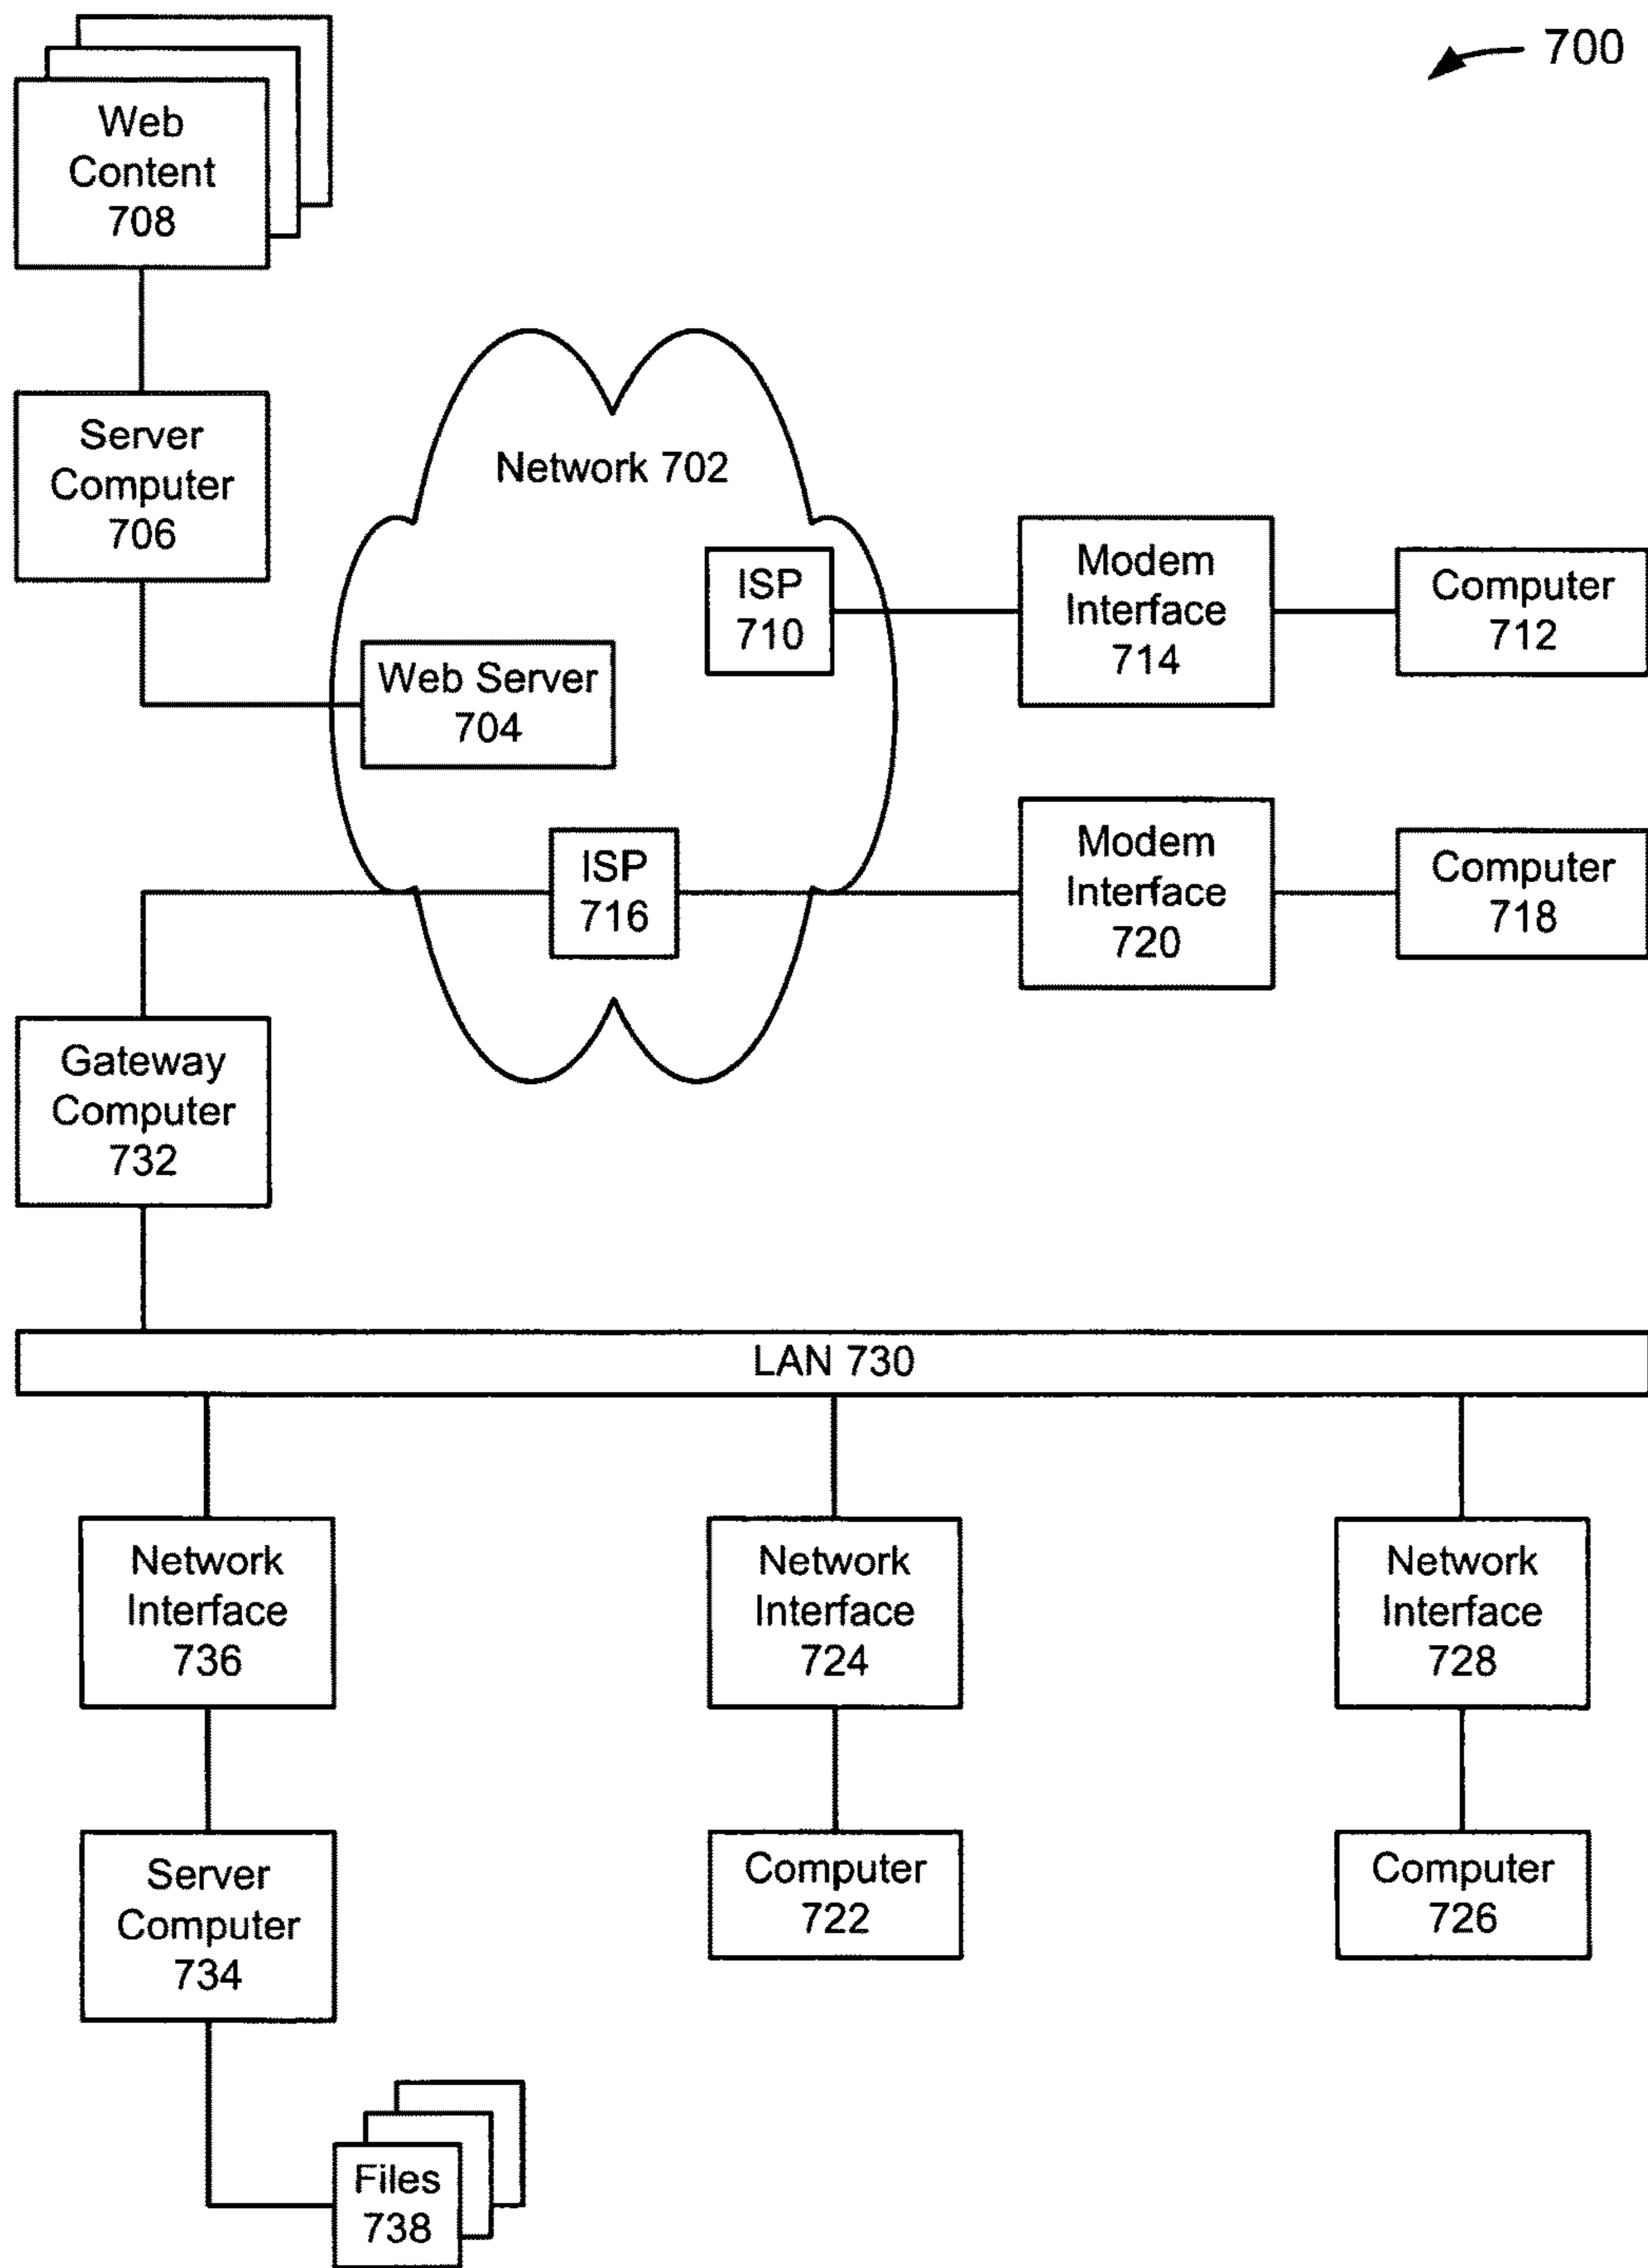 700
Web
Content
708
Server
Computer
706
Network 702
ISP
710
Modem
Interface
714
Computer
712
Web Server
704
ISP
716
Modem
Interface
720
Computer
718
Gateway
Computer
732
LAN 730
Network
Interface
736
Network
Interface
724
Network
Interface
728
Server
Computer
734
Computer
722
Computer
726
Files
738